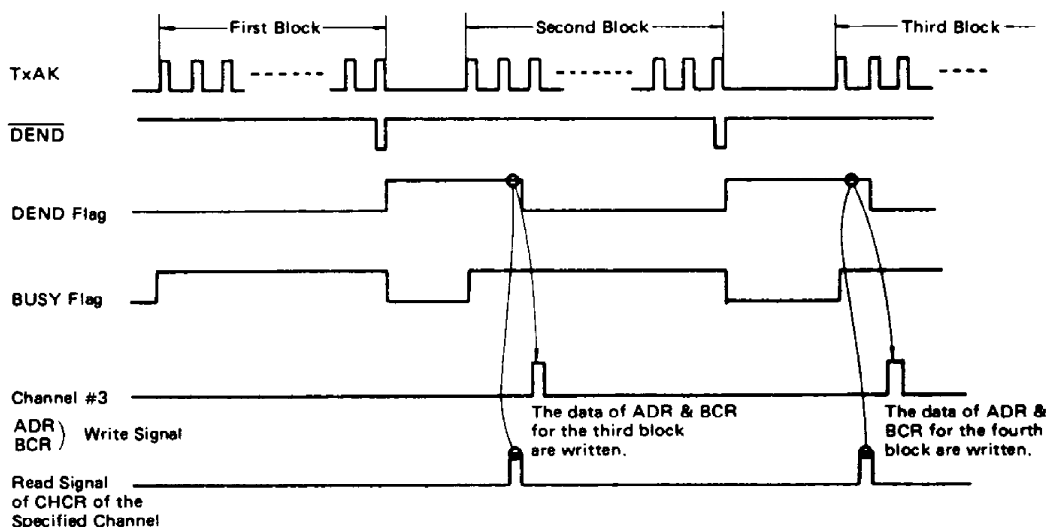 First Block
Second Block
Third Block
TxAK
DEND
DEND Flag
BUSY Flag
Channel #3
ADR
BCR ) Write Signal
The data of ADR & BCR
for the third block
are written.
The data of ADR &
BCR for the fourth
block are written.
Read Signal
of CHCR of the
Specified Channel